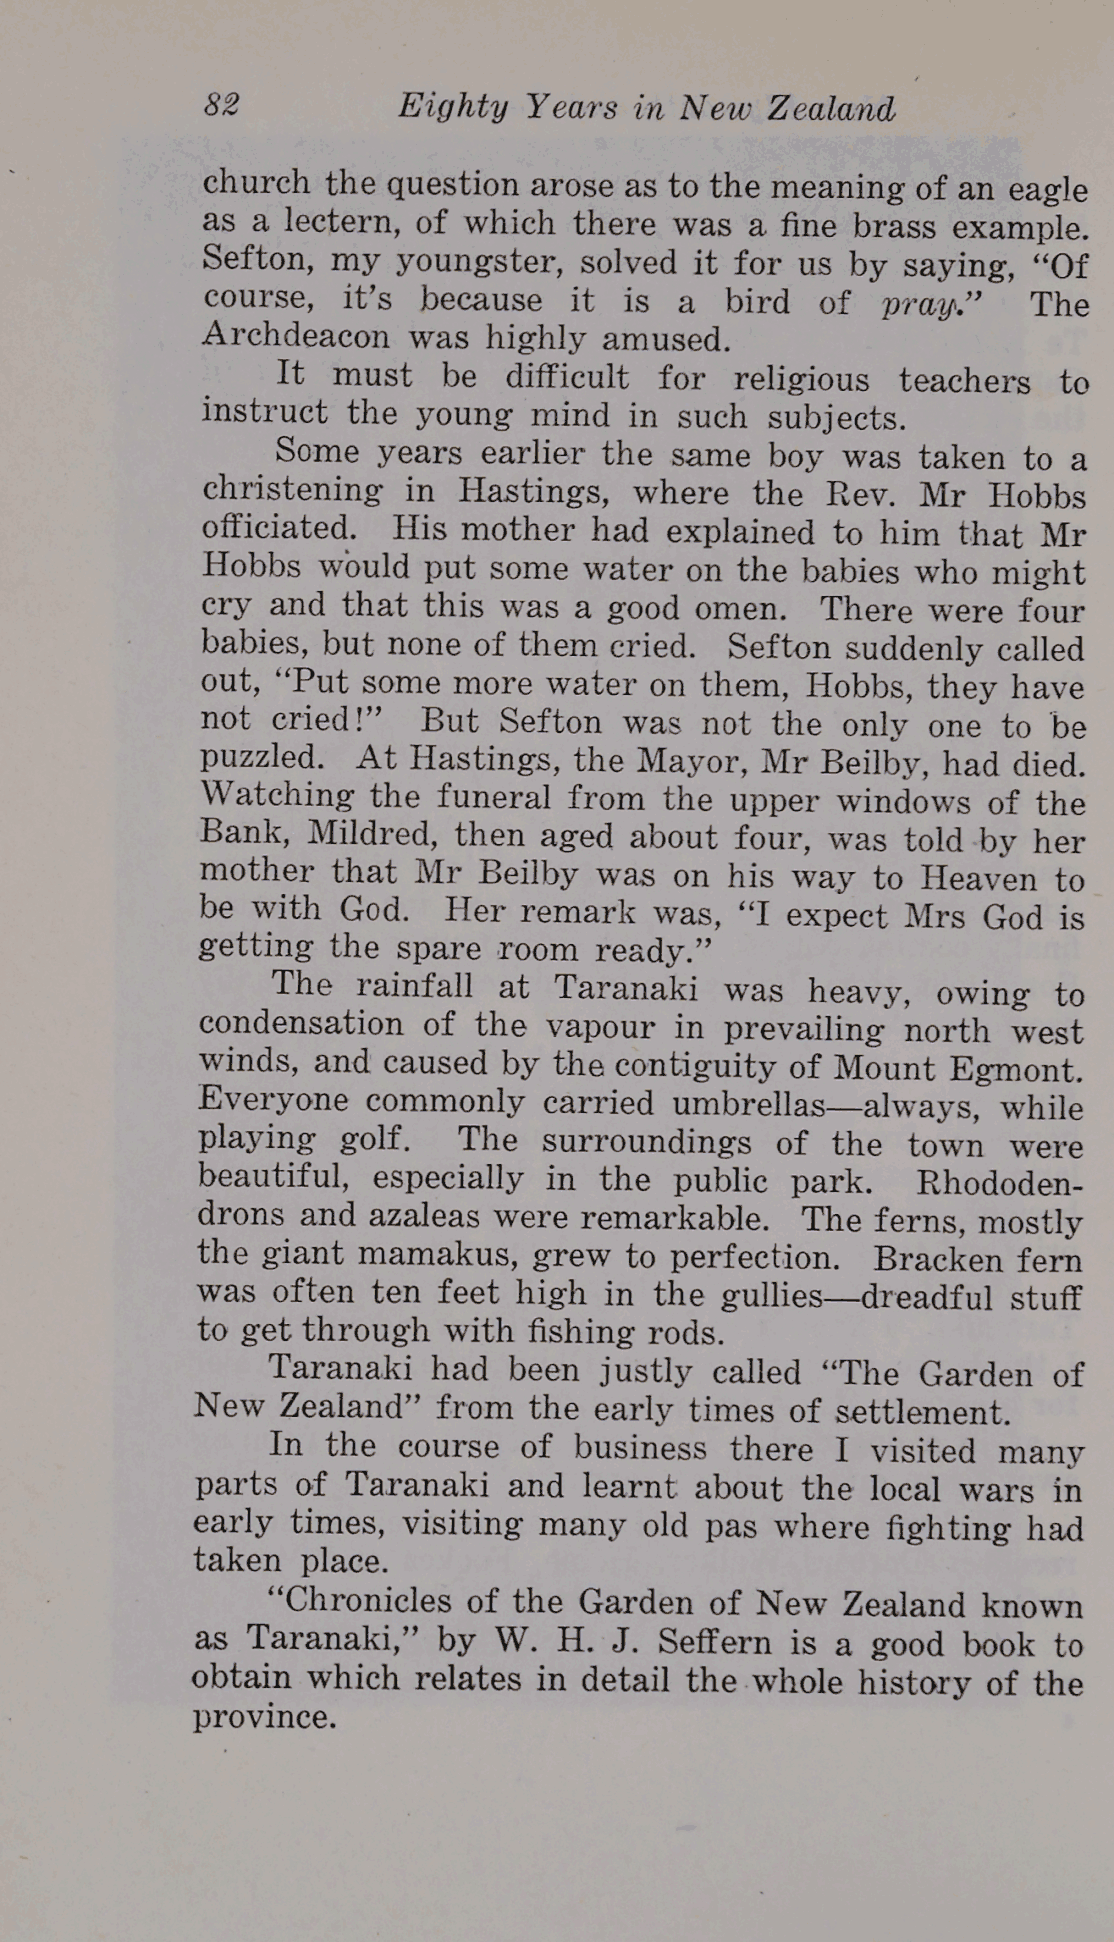 82 Eighty Years in New Zealand
church the question arose as to the meaning of an eagle
as a lectern, of which there was a fine brass example.
Sefton, my youngster, solved it for us by saying, “Of
course, it’s because it is a bird of pray.” The
Archdeacon was highly amused.
It must be difficult for religious teachers to
instruct the young mind in such subjects.
Some years earlier the same boy was taken to a
christening in Hastings, where the Rev. Mr Hobbs
officiated. His mother had explained to him that Mr
Hobbs would put some water on the babies who might
cry and that this was a good omen. There were four
babies, but none of them cried. Sefton suddenly called
out, “Put some more water on them, Hobbs, they have
not cried!” But Sefton was not the only one to be
puzzled. At Hastings, the Mayor, Mr Beilby, had died.
Watching the funeral from the upper windows of the
Bank, Mildred, then aged about four, was told by her
mother that Mr Beilby was on his way to Heaven to
be with God. Her remark was, “I expect Mrs God is
getting the spare room ready.”
The rainfall at Taranaki was heavy, owing to
condensation of the vapour in prevailing north west
winds, and caused by the contiguity of Mount Egmont.
Everyone commonly carried umbrellas—always, while
playing golf. The surroundings of the town were
beautiful, especially in the public park. Rhododen-
drons and azaleas were remarkable. The ferns, mostly
the giant mamakus, grew to perfection. Bracken fern
was often ten feet high in the gullies—dreadful stuff
to get through with fishing rods.
Taranaki had been justly called “The Garden of
New Zealand” from the early times of settlement.
In the course of business there I visited many
parts of Taranaki and learnt about the local wars in
early times, visiting many old pas where fighting had
taken place.
“Chronicles of the Garden of New Zealand known
as Taranaki,” by W. H. J. Seffern is a good book to
obtain which relates in detail the whole history of the
province.